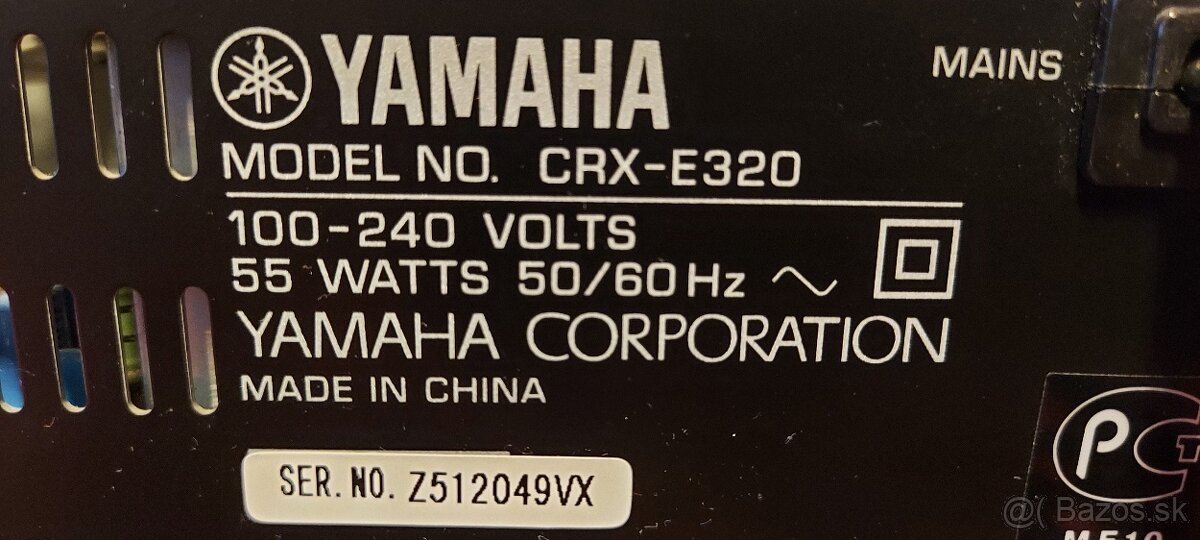 YAMAHA
MAINS
MODEL NO. CRX-E320
100-240 VOLTS
55 WATTS 50/60Hz
YAMAHA CORPORATION
MADE IN CHINA
SER. NO. Z512049VX
@( Bazos.sk